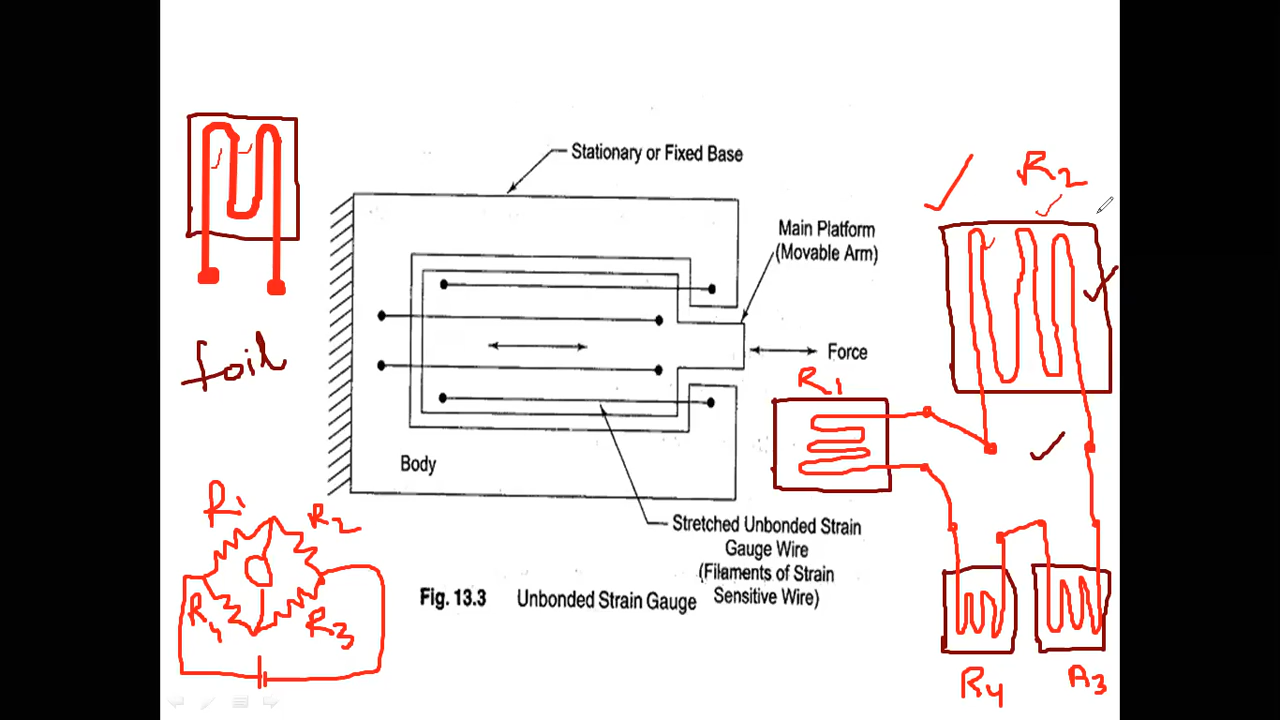 Stationary or Fixed Base
R2
Main Platform
(Movable Arm)
Force
foil
R1
Body
R1
R2
Stretched Unbonded Strain
Gauge Wire
(Filaments of Strain
Sensitive Wire)
Fig. 13.3 Unbonded Strain Gauge
R4
R3
R4
R3